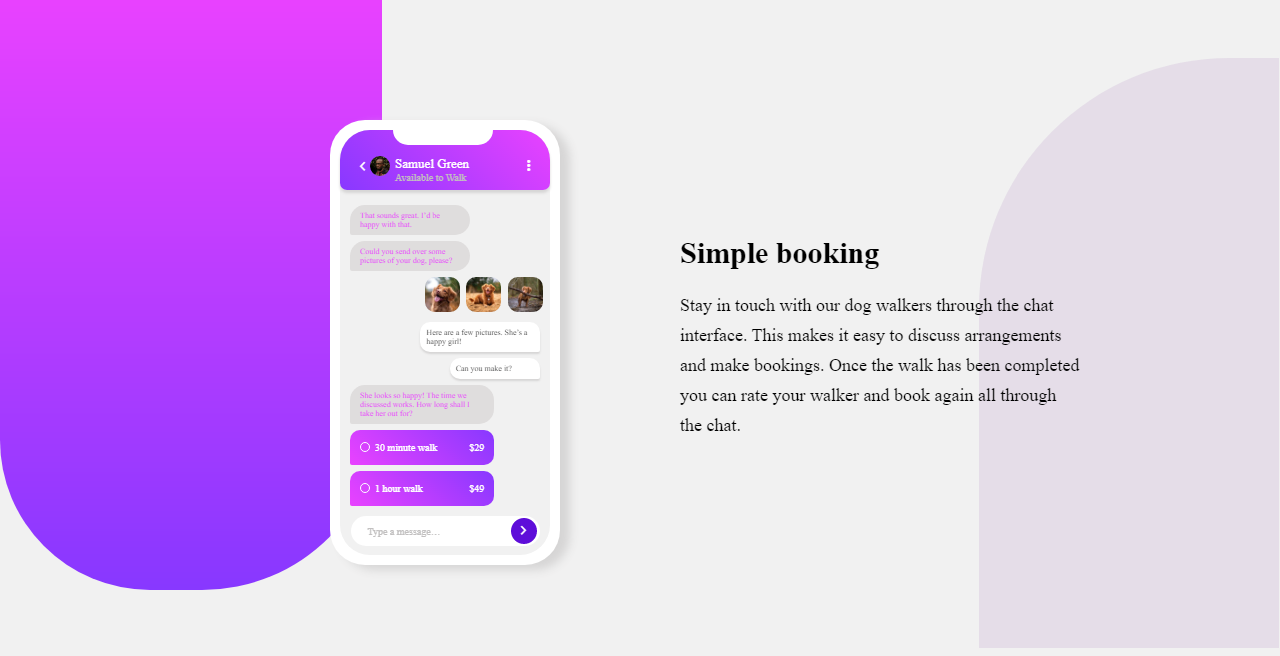 Samuel Green
Available to Walk
That sounds great. I'd be
happy with that.
Could you send over some
pictures of your dog, please?
Here are a few pictures. She's a
happy girl!
Can you make it?
She looks so happy! The time we
discussed works. How long shall I
take her out for?
30 minute walk $29
1 hour walk $49
Type a message...
Simple booking
Stay in touch with our dog walkers through the chat
interface. This makes it easy to discuss arrangements
and make bookings. Once the walk has been completed
you can rate your walker and book again all through
the chat.